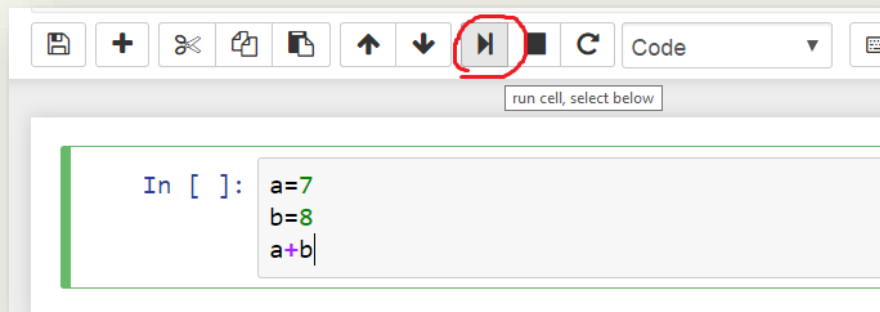 Code
run cell, select below
In [ ]:
a=7
b=8
a+b